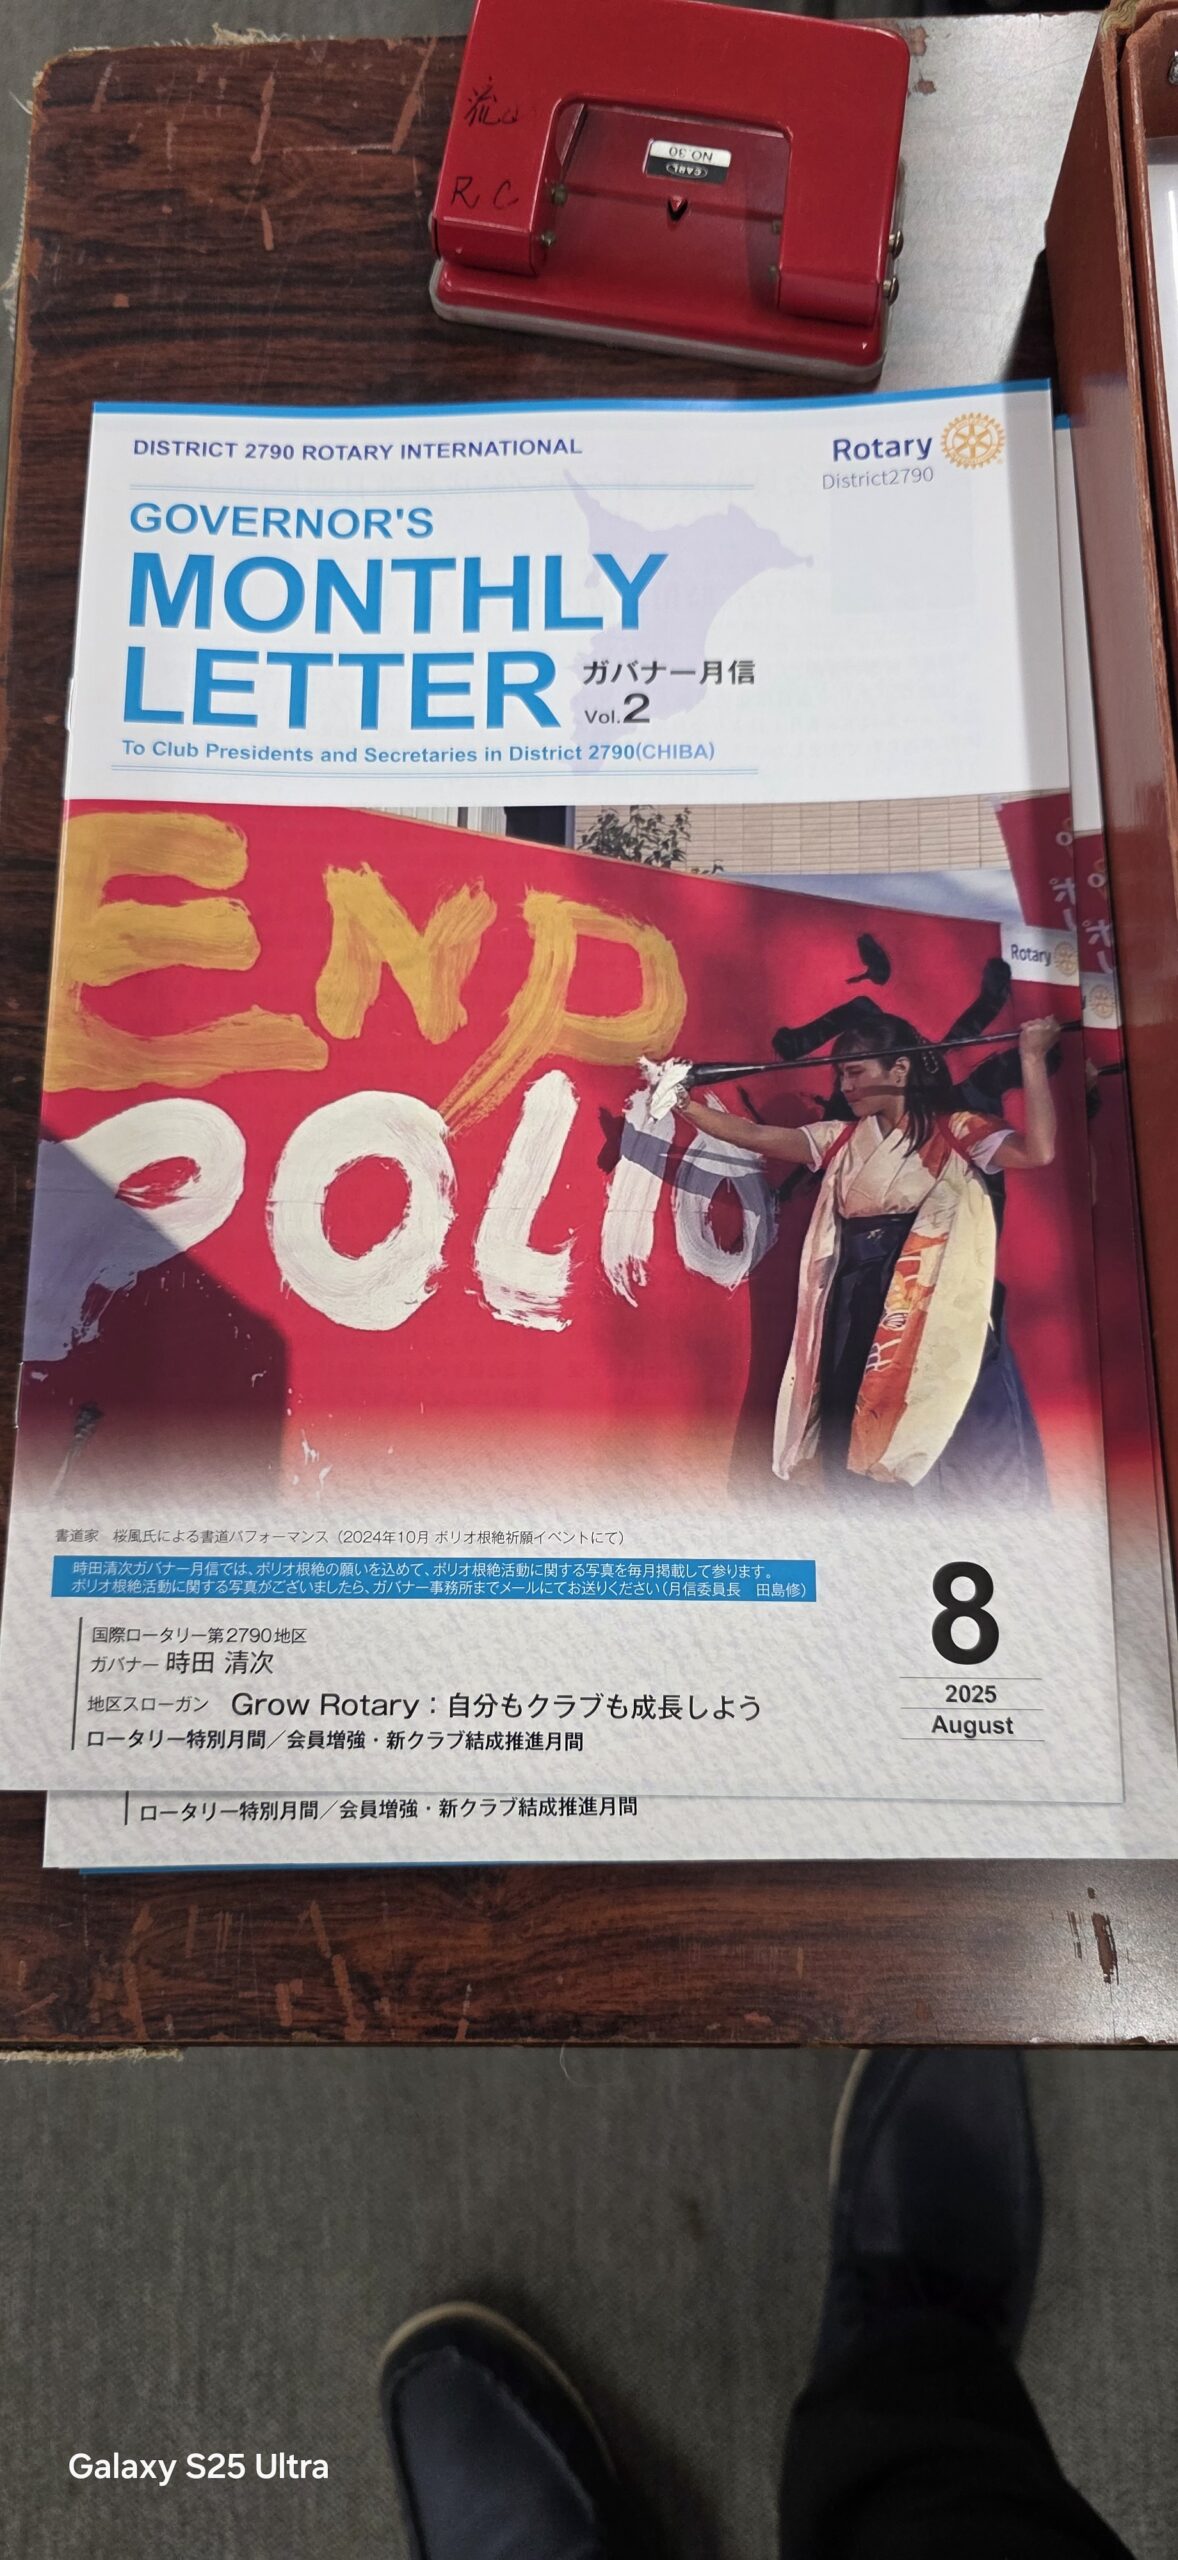 流山
R C
NO.30
CARL
DISTRICT 2790 ROTARY INTERNATIONAL
Rotary
District2790
GOVERNOR'S
MONTHLY
LETTER
ガバナー月信
Vol.2
To Club Presidents and Secretaries in District 2790(CHIBA)
END
POLIO
Rotary
書道家　桜風氏による書道パフォーマンス（2024年10月 ポリオ根絶祈願イベントにて）
時田清次ガバナー月信では、ポリオ根絶の願いを込めて、ポリオ根絶活動に関する写真を毎月掲載して参ります。
ポリオ根絶活動に関する写真がございましたら、ガバナー事務所までメールにてお送りください（月信委員長　田島修）
国際ロータリー第2790地区
ガバナー 時田 清次
地区スローガン　Grow Rotary：自分もクラブも成長しよう
ロータリー特別月間／会員増強・新クラブ結成推進月間
8
2025
August
ロータリー特別月間／会員増強・新クラブ結成推進月間
Galaxy S25 Ultra